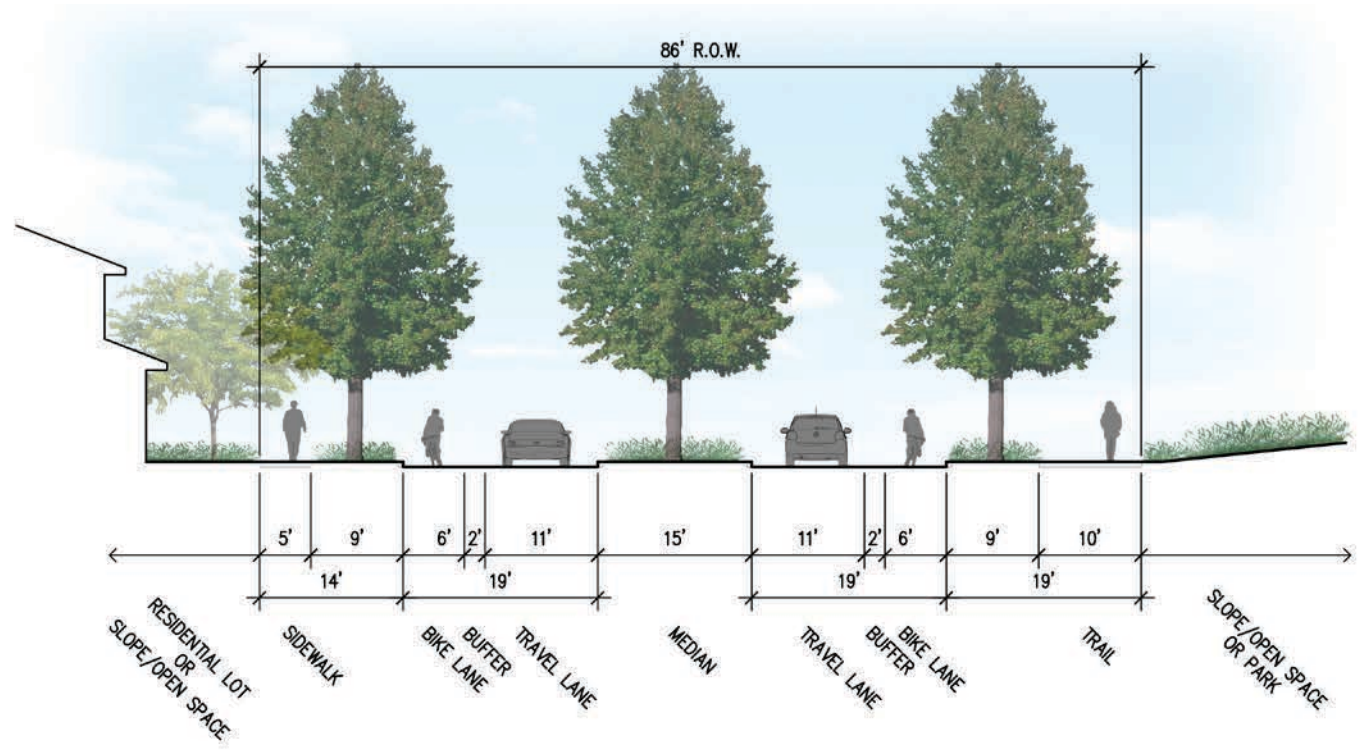 86' R.O.W.
5'
9'
6'
2'
11'
15'
11'
2'
6'
9'
10'
14'
19'
19'
19'
RESIDENTIAL LOT
OR
SLOPE/OPEN SPACE
SIDEWALK
BIKE LANE
BUFFER
TRAVEL LANE
MEDIAN
TRAVEL LANE
BUFFER
BIKE LANE
TRAIL
SLOPE/OPEN SPACE
OR PARK